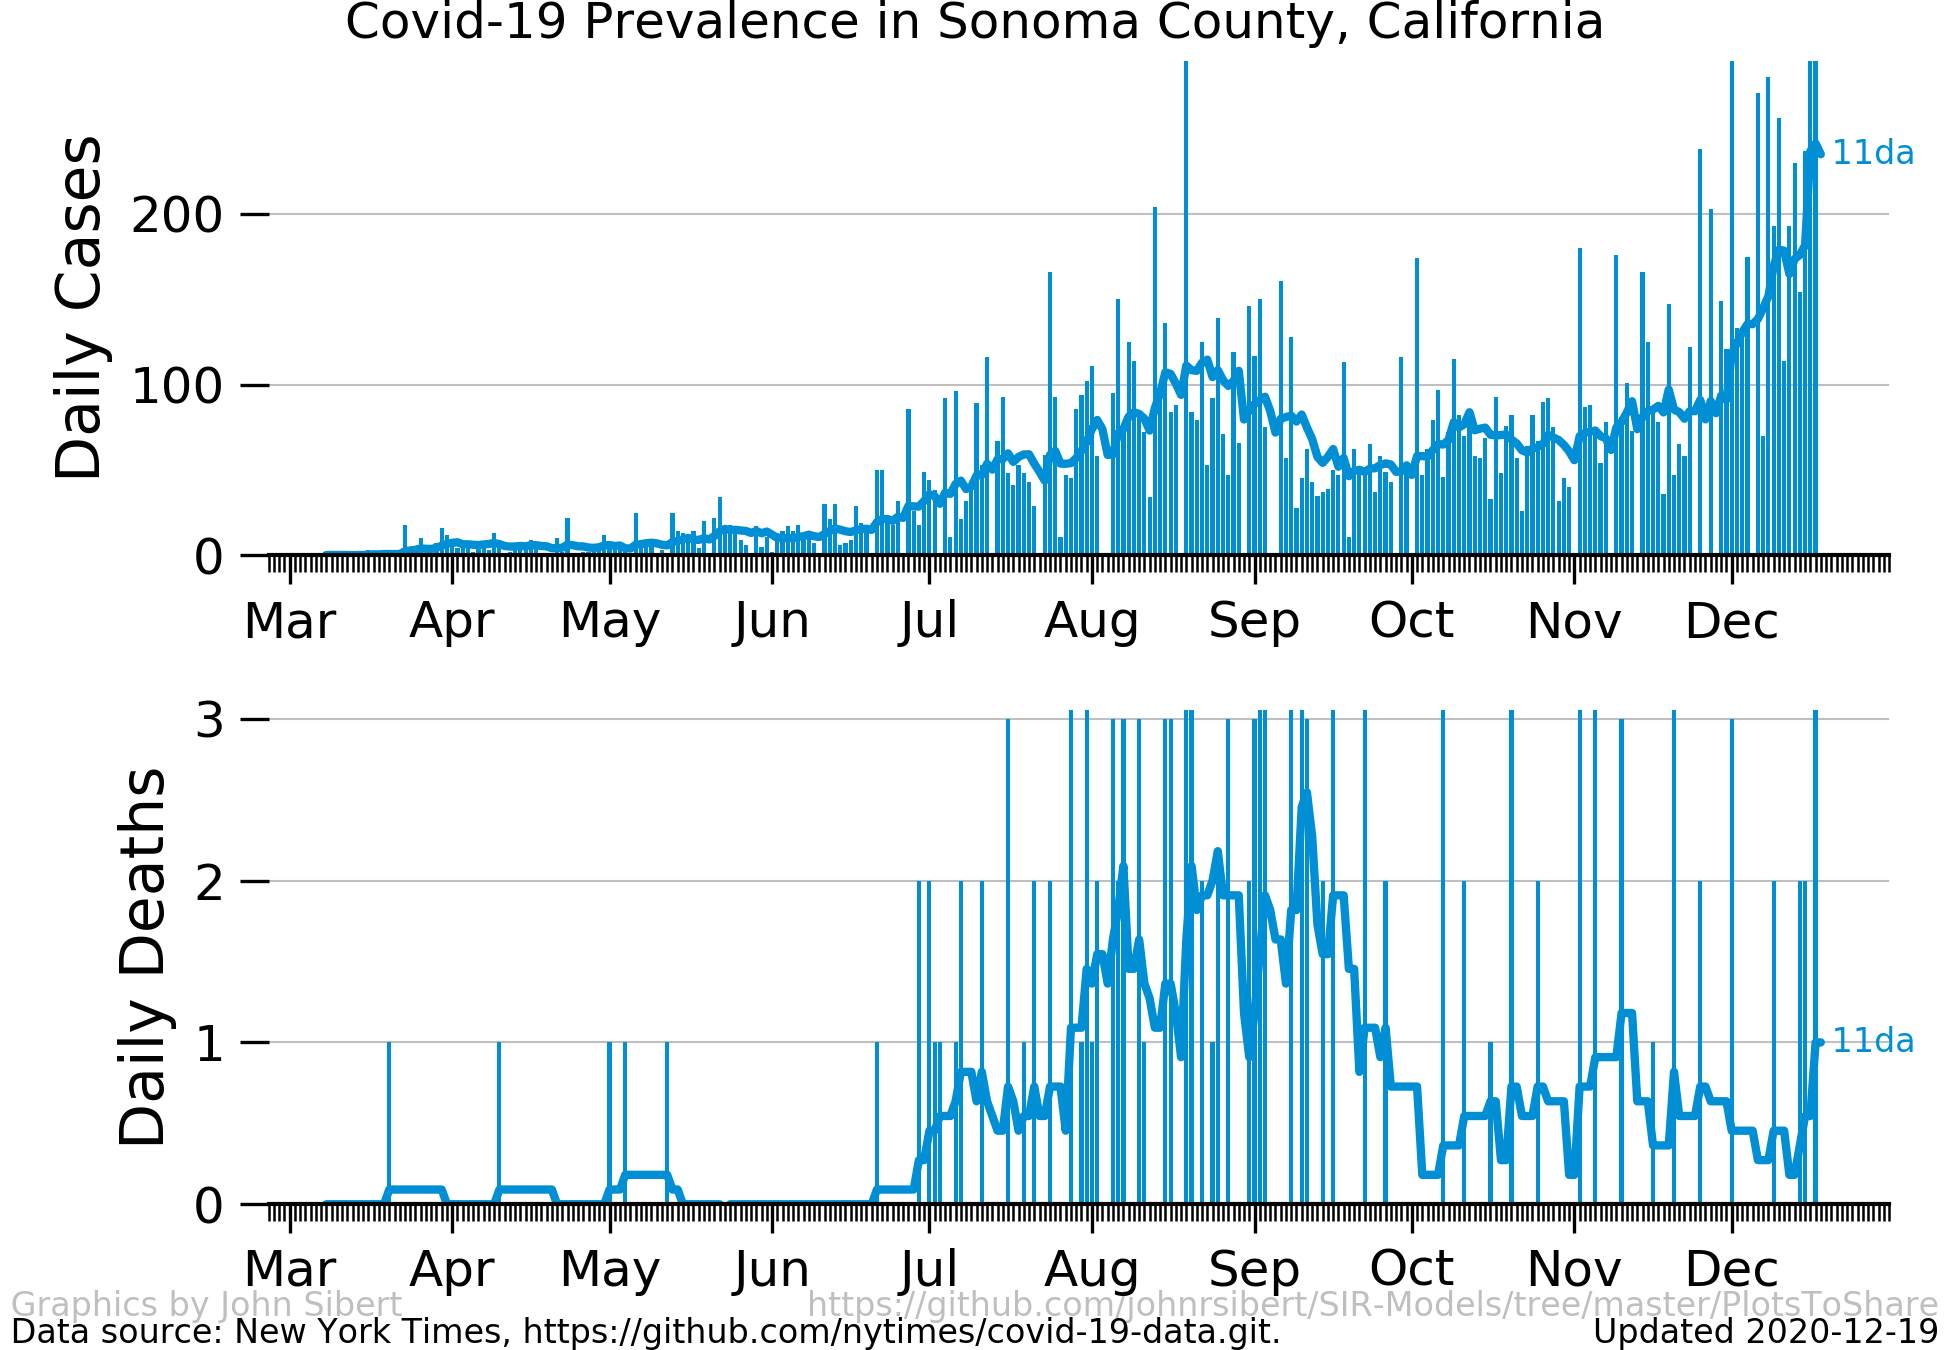 Covid-19 Prevalence in Sonoma County, California
Daily Cases
200
100
0
11da
Mar Apr May Jun Jul Aug Sep Oct Nov Dec
Daily Deaths
3
2
1
0
11da
Mar Apr May Jun Jul Aug Sep Oct Nov Dec
Graphics by John Sibert https://github.com/johnrsibert/SIR-Models/tree/master/PlotsToShare
Data source: New York Times, https://github.com/nytimes/covid-19-data.git. Updated 2020-12-19